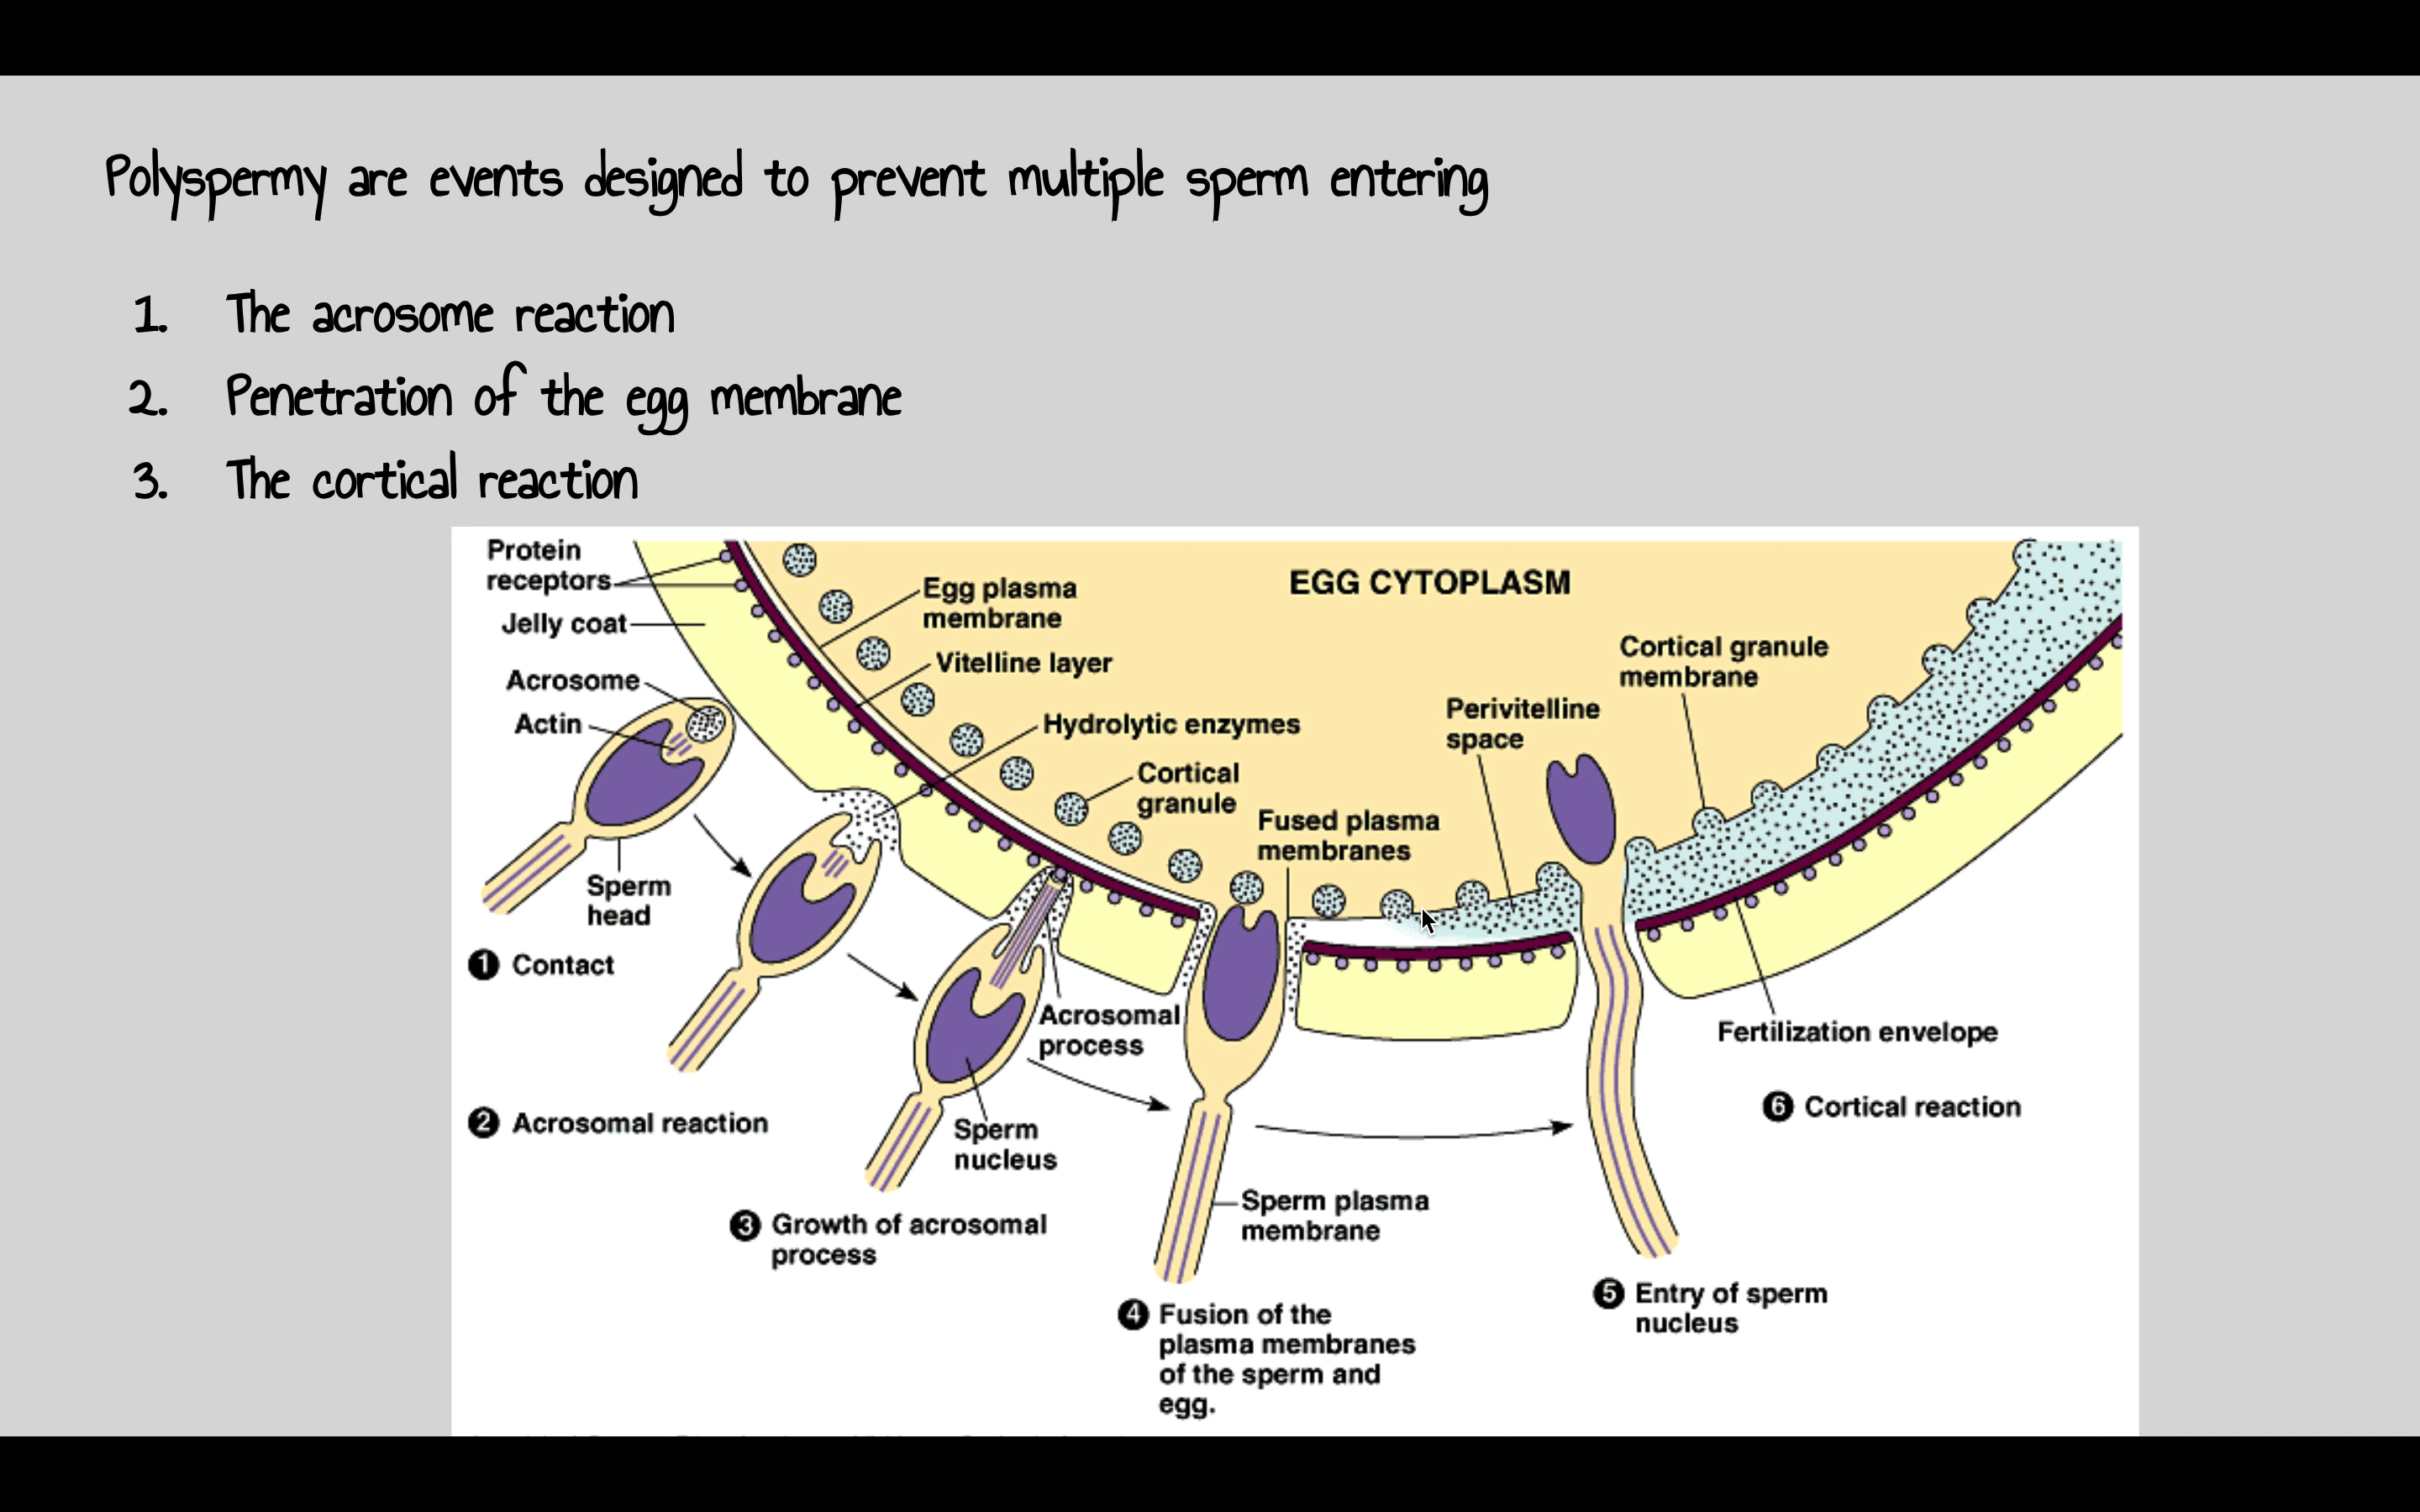 Polyspermy are events designed to prevent multiple sperm entering
1. The acrosome reaction
2. Penetration of the egg membrane
3. The cortical reaction
Protein
receptors
Jelly coat
Acrosome
Actin
Sperm
head
1 Contact
2 Acrosomal reaction
Egg plasma
membrane
Vitelline layer
Hydrolytic enzymes
Cortical
granule
Fused plasma
membranes
EGG CYTOPLASM
Perivitelline
space
Cortical granule
membrane
Acrosomal
process
Sperm
nucleus
3 Growth of acrosomal
process
Sperm plasma
membrane
4 Fusion of the
plasma membranes
of the sperm and
egg.
5 Entry of sperm
nucleus
Fertilization envelope
6 Cortical reaction